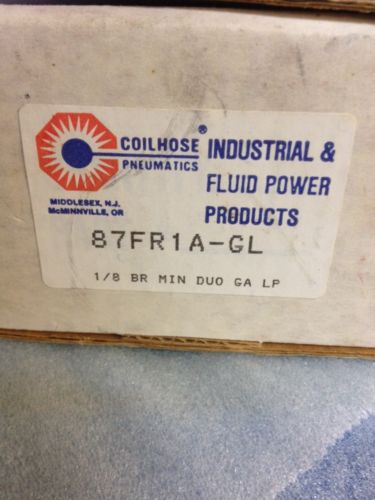 COILHOSE®
PNEUMATICS
MIDDLESEX, N.J.
McMINNVILLE, OR
INDUSTRIAL &
FLUID POWER
PRODUCTS
87FR1A-GL
1/8 BR MIN DUO GA LP